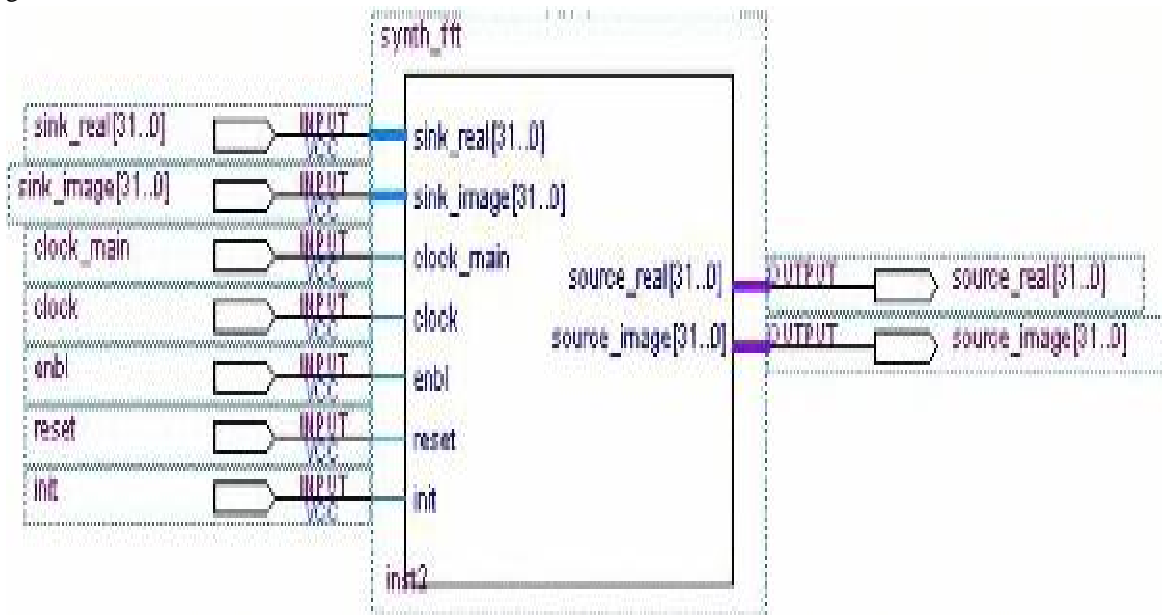 synth_fft
sink_real[31..0] INPUT VCC sink_real[31..0]
sink_image[31..0] INPUT VCC sink_image[31..0]
clock_main INPUT VCC clock_main
clock INPUT VCC clock
enbl INPUT VCC enbl
reset INPUT VCC reset
init INPUT VCC init
source_real[31..0] OUTPUT source_real[31..0]
source_image[31..0] OUTPUT source_image[31..0]
inst2